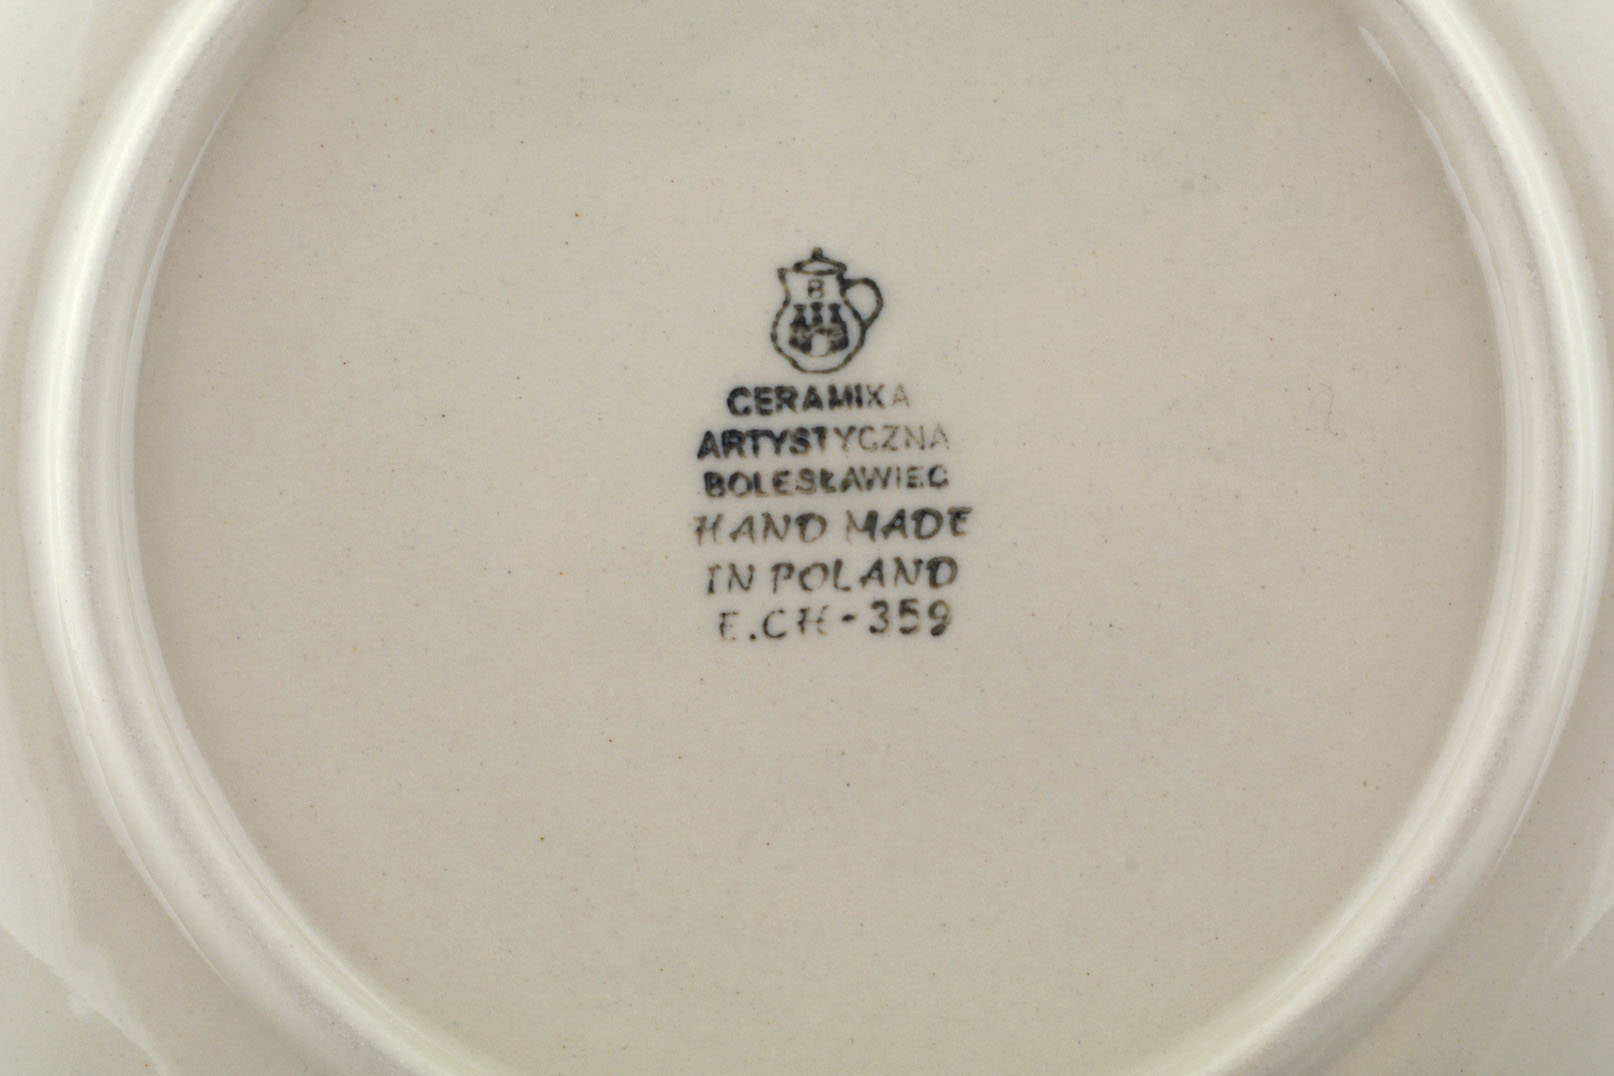 B
CERAMIKA
ARTYSTYCZNA
BOLESŁAWIEC
HAND MADE
IN POLAND
E.CH-359